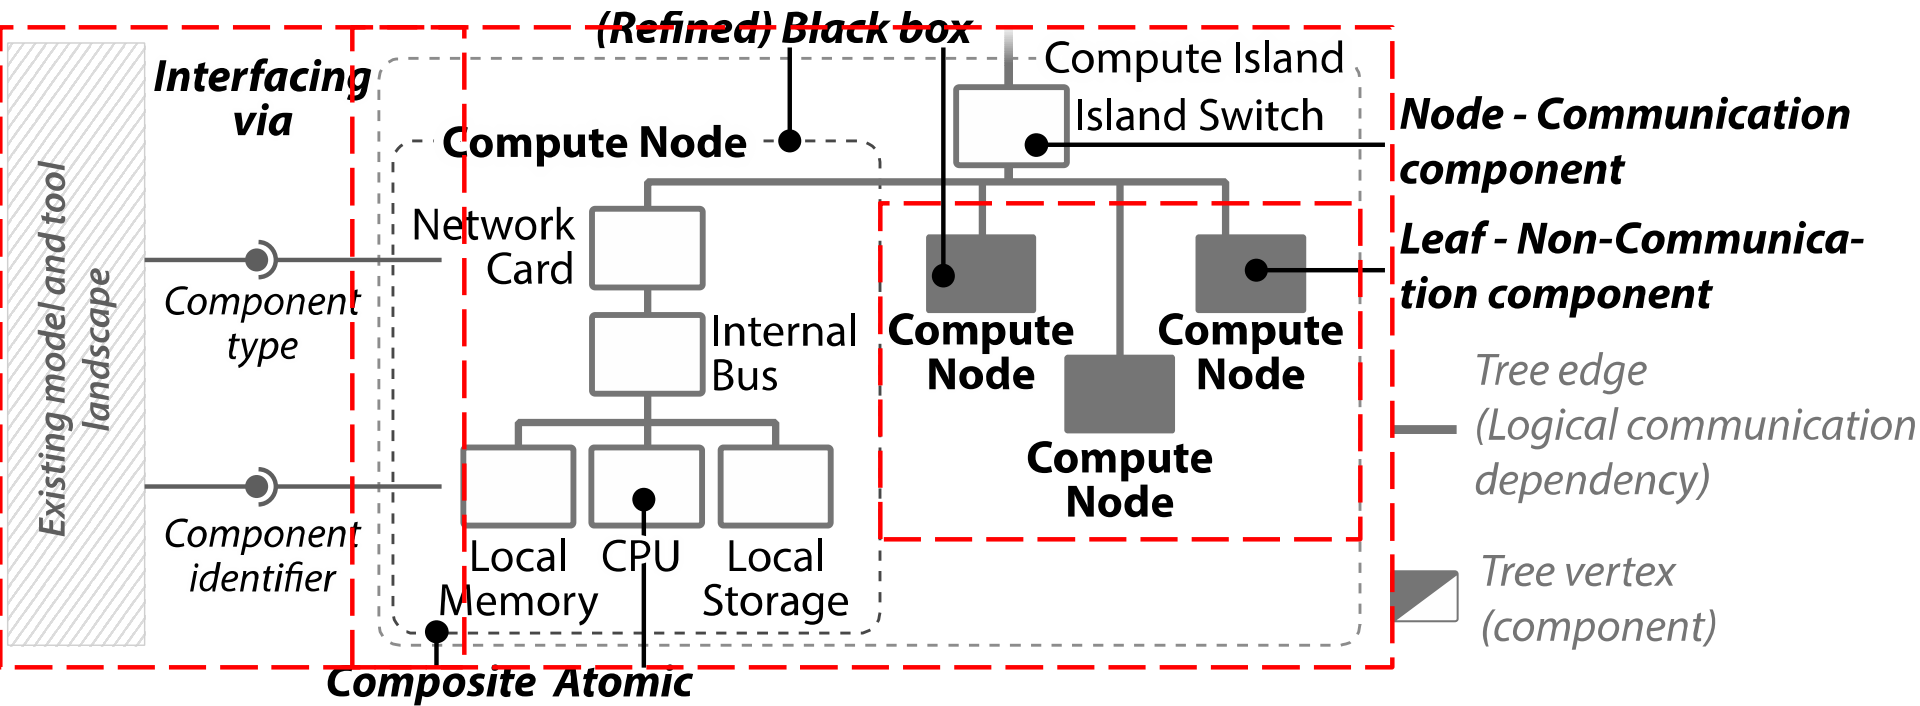 (Refined) Black box
Interfacing
via
Compute Island
Island Switch
Compute Node
Node - Communication
component
Network
Card
Leaf - Non-Communica-
tion component
Existing model and tool
landscape
Component
type
Internal
Bus
Compute
Node
Compute
Node
Compute
Node
Tree edge
(Logical communication
dependency)
Component
identifier
Local
Memory
CPU
Local
Storage
Tree vertex
(component)
Composite
Atomic